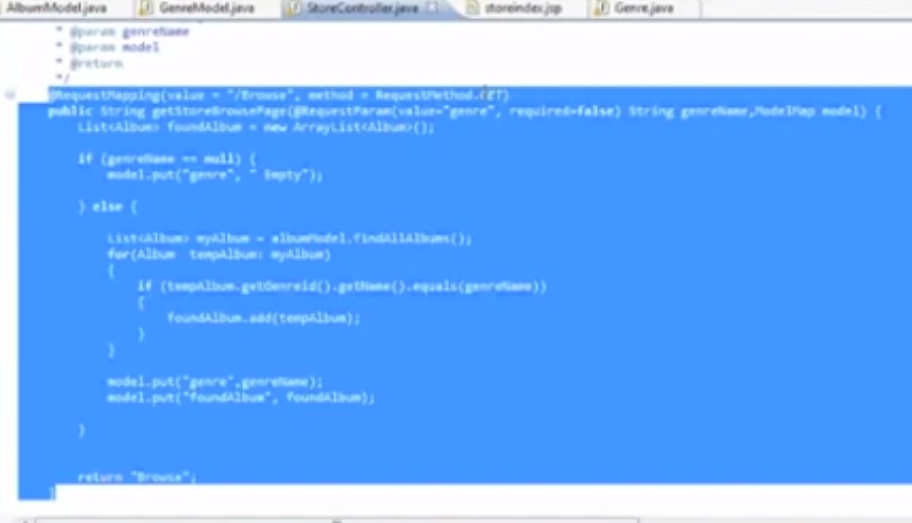 AlbumModel.java GenreModel.java StoreController.java storeindex.jsp Genre.java
* @param genreName
* @param model
* @return
*/
@RequestMapping(value = "/Browse", method = RequestMethod.GET)
public String getStoreBrowsePage(@RequestParam(value="genre", required=false) String genreName,ModelMap model) {
List<Album> foundAlbum = new ArrayList<Album>();
if (genreName == null) {
model.put("genre", " Empty");
} else {
List<Album> myAlbum = albumModel.findAllAlbums();
for(Album tempAlbum: myAlbum)
{
if (tempAlbum.getGenreid().getName().equals(genreName))
{
foundAlbum.add(tempAlbum);
}
}
model.put("genre",genreName);
model.put("foundAlbum", foundAlbum);
}
return "Browse";
}